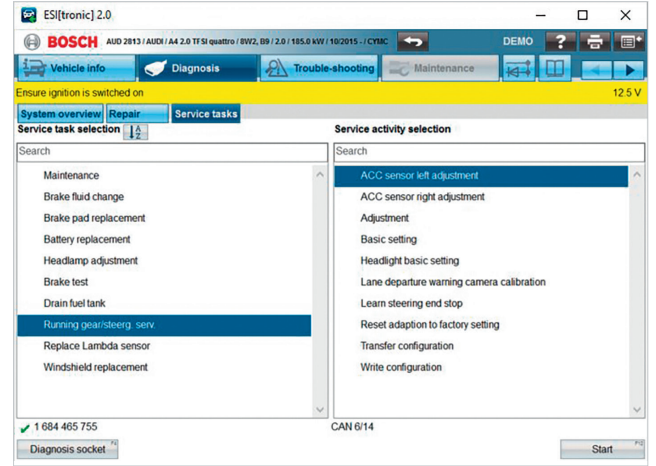 ESI[tronic] 2.0
BOSCH AUD 2813 / AUDI / A4 2.0 TFSI quattro / 8W2, B9 / 2.0 / 185.0 kW / 10/2015 - / CYMC DEMO ?
Vehicle info Diagnosis Trouble-shooting Maintenance
Ensure ignition is switched on 12.5 V
System overview Repair Service tasks
Service task selection A Z Service activity selection
Search Search
Maintenance ACC sensor left adjustment
Brake fluid change ACC sensor right adjustment
Brake pad replacement Adjustment
Battery replacement Basic setting
Headlamp adjustment Headlight basic setting
Brake test Lane departure warning camera calibration
Drain fuel tank Learn steering end stop
Running gear/steerg. serv. Reset adaption to factory setting
Replace Lambda sensor Transfer configuration
Windshield replacement Write configuration
1 684 465 755 CAN 6/14
Diagnosis socket Start F12